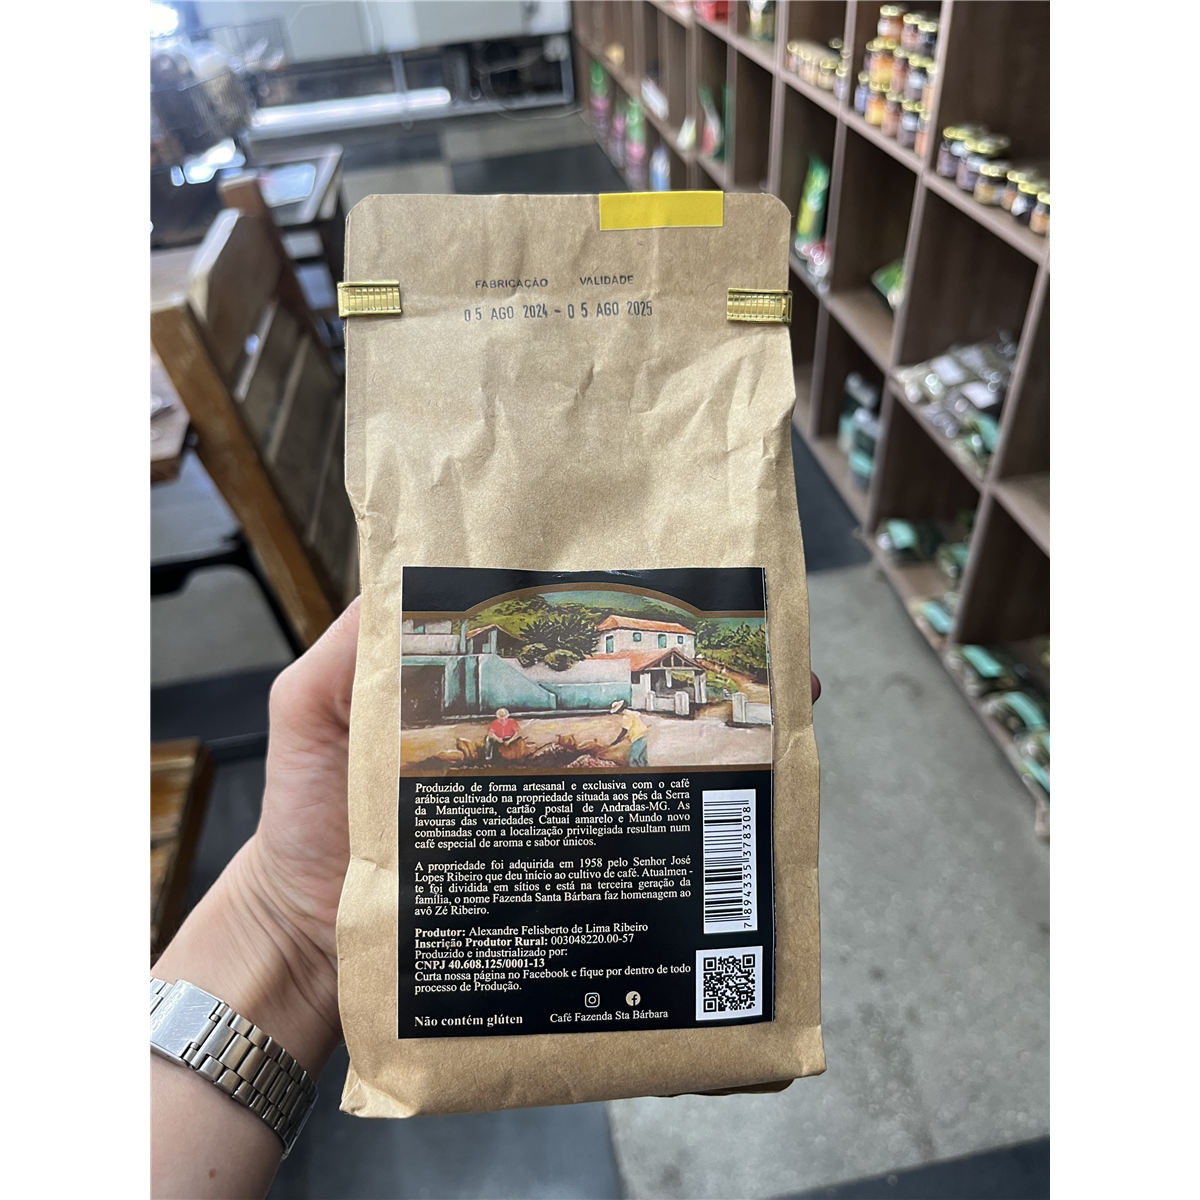 FABRICAÇÃO VALIDADE
05 AGO 2024 - 05 AGO 2025
Produzido de forma artesanal e exclusiva com o café
arábica cultivado na propriedade situada aos pés da Serra
da Mantiqueira, cartão postal de Andradas-MG. As
lavouras das variedades Catuai amarelo e Mundo novo
combinadas com a localização privilegiada resultam num
café especial de aroma e sabor únicos.
A propriedade foi adquirida em 1958 pelo Senhor José
Lopes Ribeiro que deu início ao cultivo de café. Atualmen -
te foi dividida em sítios e está na terceira geração da
família, o nome Fazenda Santa Bárbara faz homenagem ao
avô Zé Ribeiro.
Produtor: Alexandre Felisberto de Lima Ribeiro
Inscrição Produtor Rural: 003048220.00-57
Produzido e industrializado por:
CNPJ 40.608.125/0001-13
Curta nossa página no Facebook e fique por dentro de todo
processo de Produção.
Não contém glúten
Café Fazenda Sta Bárbara
7894335378308